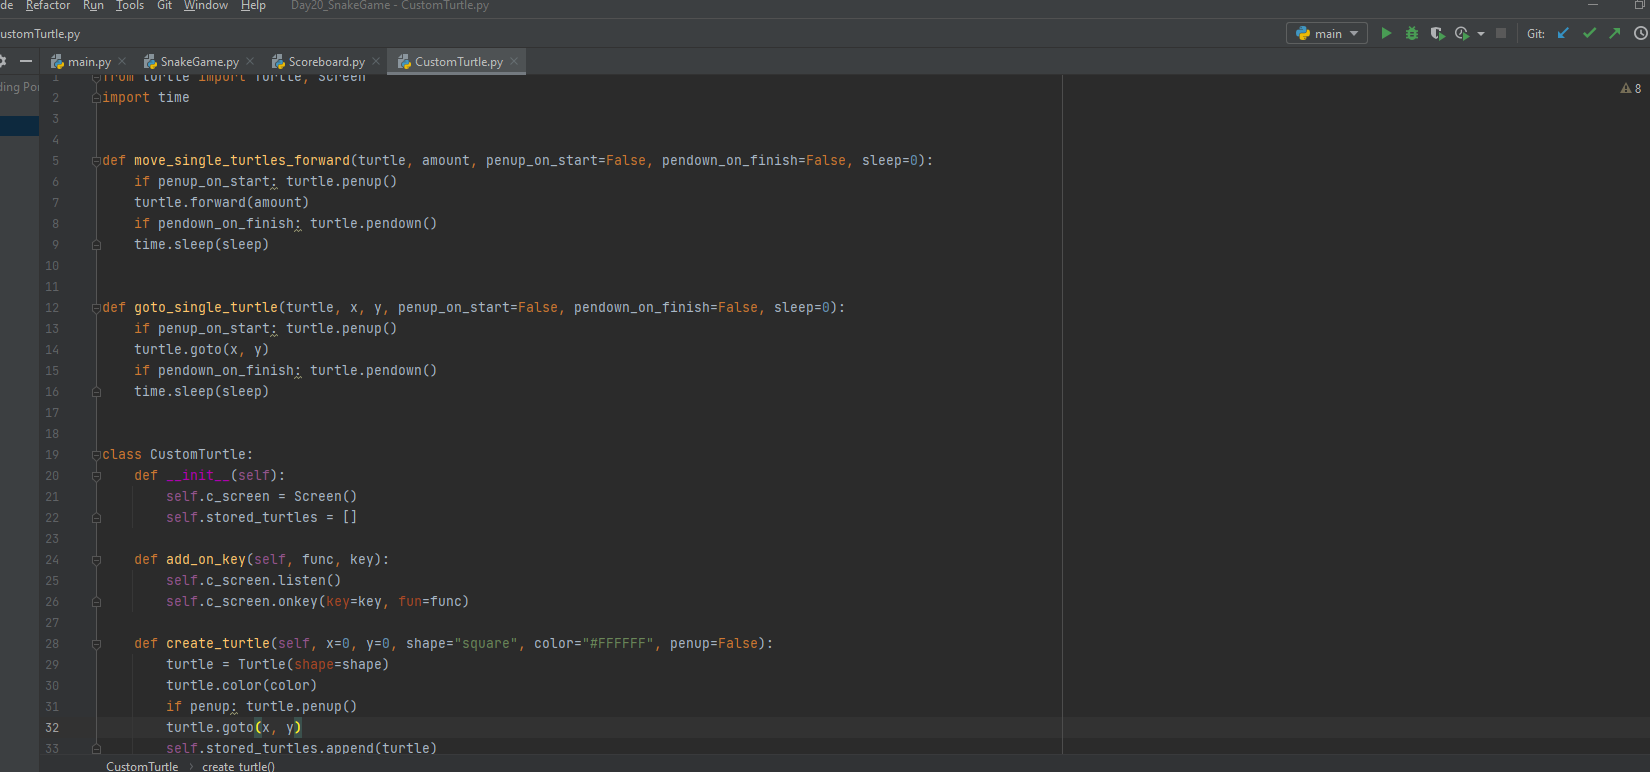 de Refactor Run Tools Git Window Help Day20_SnakeGame - CustomTurtle.py
ustomTurtle.py main Git:
main.py SnakeGame.py Scoreboard.py CustomTurtle.py
ding Por 8
1 from turtle import Turtle, Screen
2 import time
3
4
5 def move_single_turtles_forward(turtle, amount, penup_on_start=False, pendown_on_finish=False, sleep=0):
6 if penup_on_start: turtle.penup()
7 turtle.forward(amount)
8 if pendown_on_finish: turtle.pendown()
9 time.sleep(sleep)
10
11
12 def goto_single_turtle(turtle, x, y, penup_on_start=False, pendown_on_finish=False, sleep=0):
13 if penup_on_start: turtle.penup()
14 turtle.goto(x, y)
15 if pendown_on_finish: turtle.pendown()
16 time.sleep(sleep)
17
18
19 class CustomTurtle:
20 def __init__(self):
21 self.c_screen = Screen()
22 self.stored_turtles = []
23
24 def add_on_key(self, func, key):
25 self.c_screen.listen()
26 self.c_screen.onkey(key=key, fun=func)
27
28 def create_turtle(self, x=0, y=0, shape="square", color="#FFFFFF", penup=False):
29 turtle = Turtle(shape=shape)
30 turtle.color(color)
31 if penup: turtle.penup()
32 turtle.goto(x, y)
33 self.stored_turtles.append(turtle)
CustomTurtle › create_turtle()